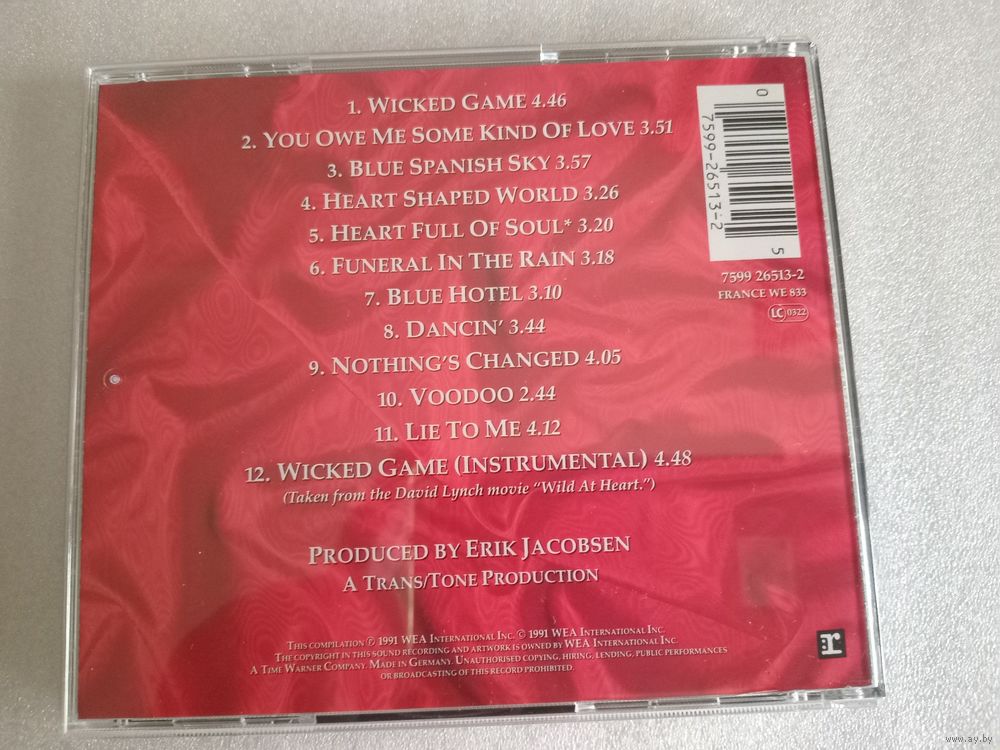 1. WICKED GAME 4.46
2. YOU OWE ME SOME KIND OF LOVE 3.51
3. BLUE SPANISH SKY 3.57
4. HEART SHAPED WORLD 3.26
5. HEART FULL OF SOUL* 3.20
6. FUNERAL IN THE RAIN 3.18
7. BLUE HOTEL 3.10
8. DANCIN' 3.44
9. NOTHING'S CHANGED 4.05
10. VOODOO 2.44
11. LIE TO ME 4.12
12. WICKED GAME (INSTRUMENTAL) 4.48
(Taken from the David Lynch movie "Wild At Heart.")
PRODUCED BY ERIK JACOBSEN
A TRANS/TONE PRODUCTION
THIS COMPILATION ℗ 1991 WEA INTERNATIONAL INC. © 1991 WEA INTERNATIONAL INC.
THE COPYRIGHT IN THIS SOUND RECORDING AND ARTWORK IS OWNED BY WEA INTERNATIONAL INC.
A TIME WARNER COMPANY. MADE IN GERMANY. UNAUTHORISED COPYING, HIRING, LENDING, PUBLIC PERFORMANCES
OR BROADCASTING OF THIS RECORD PROHIBITED.
0
7599-26513-2
5
7599 26513-2
FRANCE WE 833
LC 0322
r
www.ay.by